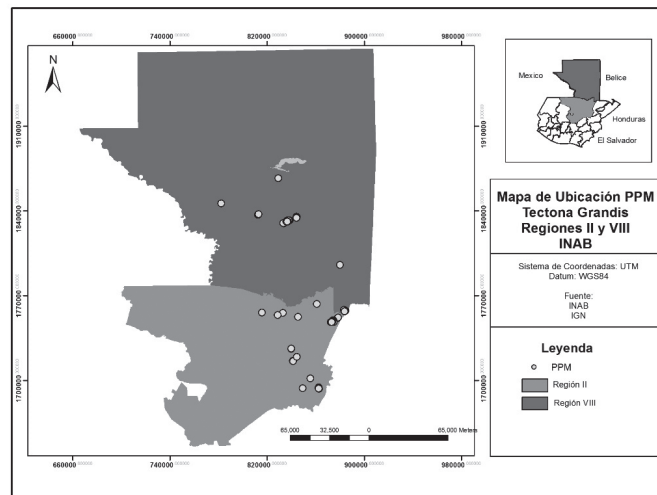 660000
740000
820000
900000
980000
N
1910000
1840000
1770000
1700000
65,000 32,500 0 65,000 Meters
660000
740000
820000
900000
980000
Mexico
Belice
Honduras
El Salvador
Mapa de Ubicación PPM
Tectona Grandis
Regiones II y VIII
INAB
Sistema de Coordenadas: UTM
Datum: WGS84
Fuente:
INAB
IGN
Leyenda
PPM
Región II
Región VIII